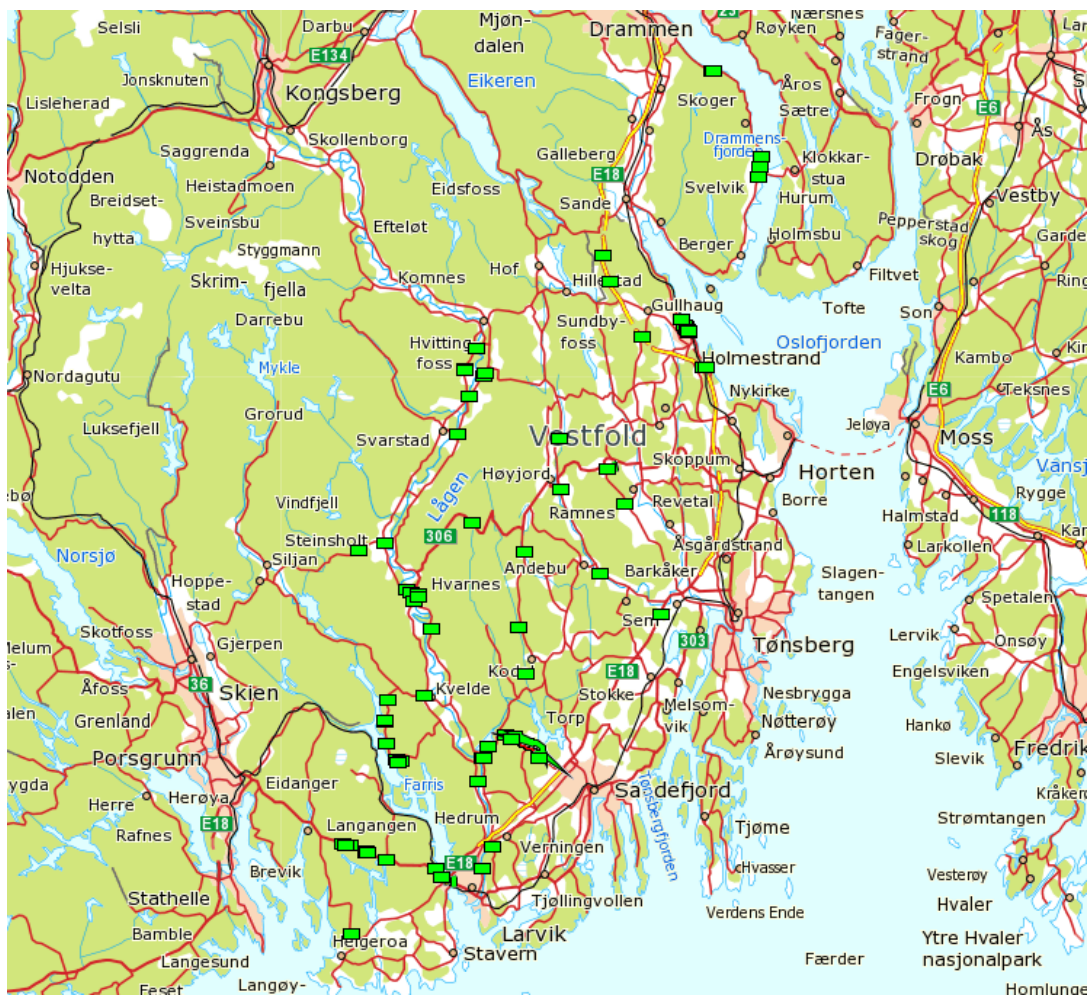 Selsli
Darbu
Mjøn-
dalen
Drammen
23
Nærsnes
Røyken
Fager-
strand
E134
Jonsknuten
Eikeren
Lisleherad
Kongsberg
Skoger
Åros
Sætre
Frogn
E6
Ås
Skollenborg
Drammens-
fjorden
Galleberg
Saggrenda
Klokkar-
stua
Drøbak
Notodden
Heistadmoen
Eidsfoss
E18
Svelvik
Hurum
Vestby
Breidset-
hytta
Sveinsbu
Efteløt
Sande
Pepperstad
skog
Styggmann
Berger
Holmsbu
Garde
Hjukse-
velta
Skrim-
fjella
Komnes
Hof
Hillestad
Filtvet
Ring
Darrebu
Gullhaug
Tofte
Son
Sundby-
foss
Hvitting
foss
Oslofjorden
Holmestrand
Kambo
Kir
Nordagutu
Mykle
Nykirke
E6
Teksnes
Grorud
Luksefjell
Svarstad
Vestfold
Jeløya
Moss
Skoppum
Horten
Vansj
Høyjord
Vindfjell
Lågen
Ramnes
Revetal
Borre
Rygge
Halmstad
118
306
Steinsholt
Norsjø
Siljan
Åsgårdstrand
Larkollen
Kar
Hoppe-
stad
Andebu
Barkåker
Hvarnes
Slagen-
tangen
Spetalen
Skotfoss
Gjerpen
Sem
303
Tønsberg
Lervik
Onsøy
Melum
Åfoss
36
Skien
Kvelde
Kodal
E18
Stokke
Engelsviken
Nesbrygga
Grenland
Torp
Melsom-
vik
Nøtterøy
Hankø
Fredrik
Porsgrunn
Årøysund
Slevik
Eidanger
Farris
Sandefjord
Tønsbergfjorden
Herre
Herøya
Kråkerø
Hedrum
E18
Rafnes
Langangen
Verningen
Tjøme
Strømtangen
Brevik
E18
Hvasser
Vesterøy
Stathelle
Tjøllingvollen
Verdens Ende
Hvaler
Bamble
Helgeroa
Larvik
Ytre Hvaler
nasjonalpark
Langesund
Stavern
Færder
Langøy-
Homlunge